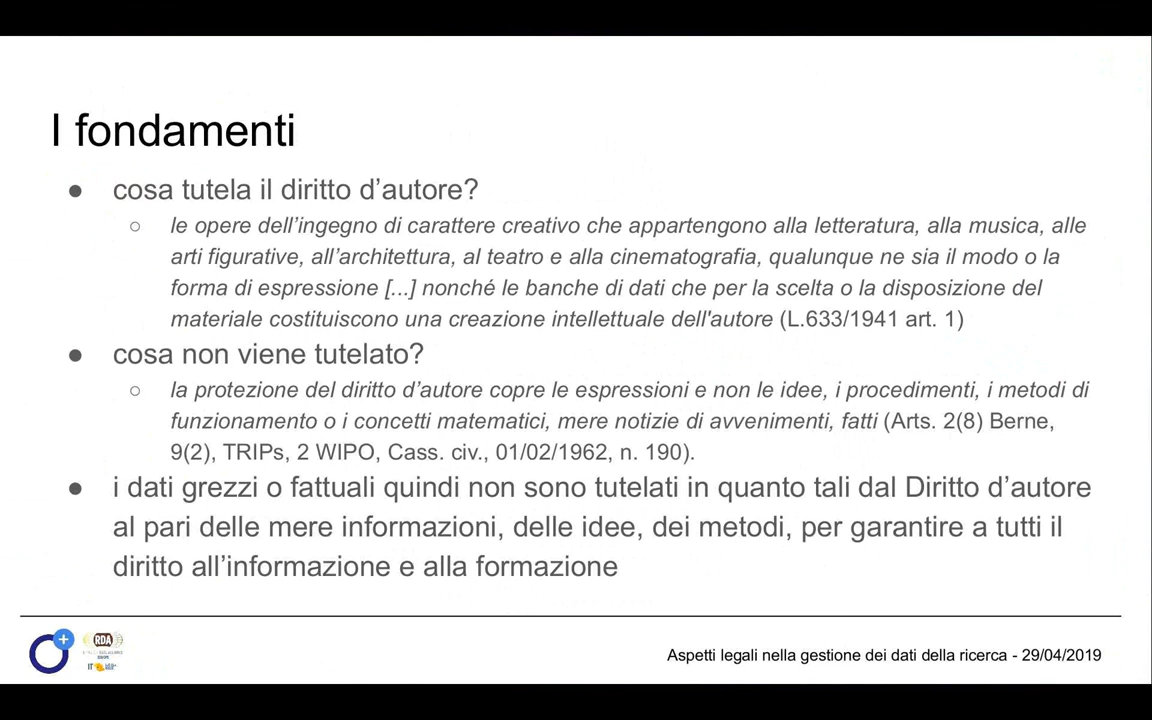 I fondamenti
● cosa tutela il diritto d’autore?
○ le opere dell’ingegno di carattere creativo che appartengono alla letteratura, alla musica, alle
arti figurative, all’architettura, al teatro e alla cinematografia, qualunque ne sia il modo o la
forma di espressione [...] nonché le banche di dati che per la scelta o la disposizione del
materiale costituiscono una creazione intellettuale dell'autore (L.633/1941 art. 1)
● cosa non viene tutelato?
○ la protezione del diritto d’autore copre le espressioni e non le idee, i procedimenti, i metodi di
funzionamento o i concetti matematici, mere notizie di avvenimenti, fatti (Arts. 2(8) Berne,
9(2), TRIPs, 2 WIPO, Cass. civ., 01/02/1962, n. 190).
● i dati grezzi o fattuali quindi non sono tutelati in quanto tali dal Diritto d’autore
al pari delle mere informazioni, delle idee, dei metodi, per garantire a tutti il
diritto all’informazione e alla formazione
RDA
IT
Aspetti legali nella gestione dei dati della ricerca - 29/04/2019